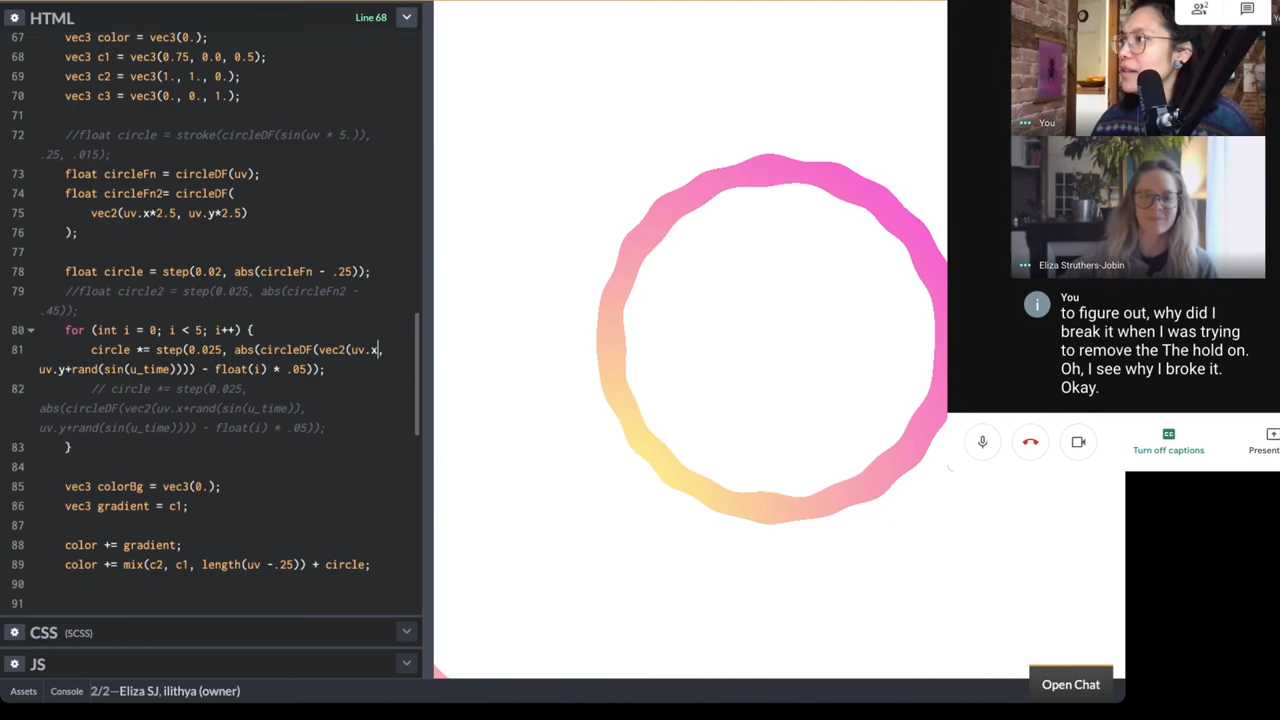 HTML
Line 68
67 vec3 color = vec3(0.);
68 vec3 c1 = vec3(0.75, 0.0, 0.5);
69 vec3 c2 = vec3(1., 1., 0.);
70 vec3 c3 = vec3(0., 0., 1.);
71
72 //float circle = stroke(circleDF(sin(uv * 5.)),
.25, .015);
73 float circleFn = circleDF(uv);
74 float circleFn2= circleDF(
75 vec2(uv.x*2.5, uv.y*2.5)
76 );
77
78 float circle = step(0.02, abs(circleFn - .25));
79 //float circle2 = step(0.025, abs(circleFn2 -
.45));
80 for (int i = 0; i < 5; i++) {
81 circle *= step(0.025, abs(circleDF(vec2(uv.x,
uv.y+rand(sin(u_time)))) - float(i) * .05));
82 // circle *= step(0.025,
abs(circleDF(vec2(uv.x+rand(sin(u_time)),
uv.y+rand(sin(u_time)))) - float(i) * .05));
83 }
84
85 vec3 colorBg = vec3(0.);
86 vec3 gradient = c1;
87
88 color += gradient;
89 color += mix(c2, c1, length(uv -.25)) + circle;
90
91
CSS (SCSS)
JS
Assets Console 2/2—Eliza SJ, ilithya (owner)
Open Chat
2
You
Eliza Struthers-Jobin
You
to figure out, why did I
break it when I was trying
to remove the The hold on.
Oh, I see why I broke it.
Okay.
Turn off captions
Present